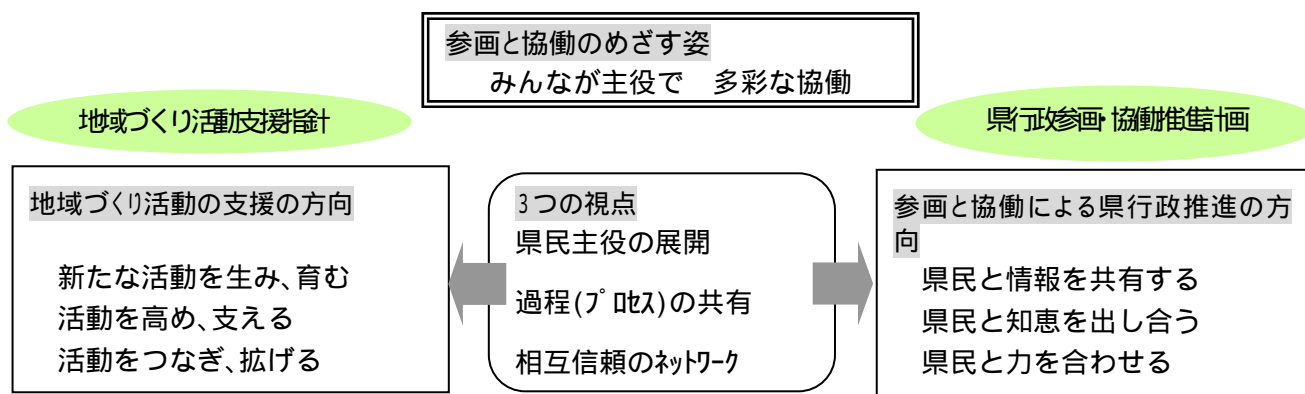 参画と協働のめざす姿
みんなが主役で 多彩な協働
地域づくり活動支援指針
県行政参画・協働推進計画
地域づくり活動の支援の方向
新たな活動を生み、育む
活動を高め、支える
活動をつなぎ、拡げる
3つの視点
県民主役の展開
過程(プロセス)の共有
相互信頼のネットワーク
参画と協働による県行政推進の方
向
県民と情報を共有する
県民と知恵を出し合う
県民と力を合わせる